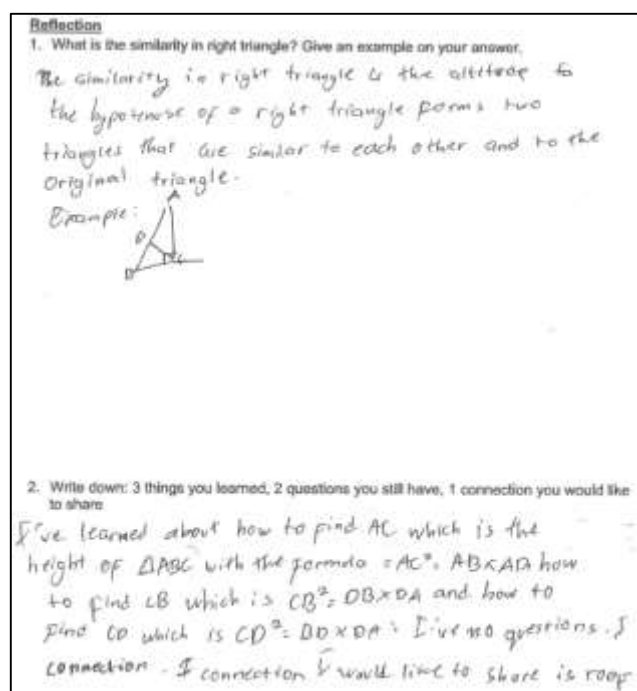 Reflection
1. What is the similarity in right triangle? Give an example on your answer.
The similarity in right triangle is the altitude to
the hypotenuse of a right triangle forms two
triangles that are similar to each other and to the
original triangle.
Example:
A
D
B C
2. Write down: 3 things you learned, 2 questions you still have, 1 connection you would like
to share
I've learned about how to find AC which is the
height of ΔABC with the formula = AC². AB×AD how
to find CB which is CB² = DB×DA and how to
find CD which is CD² = BD×DA. I've no questions.
connection. I connection I would like to share is roof